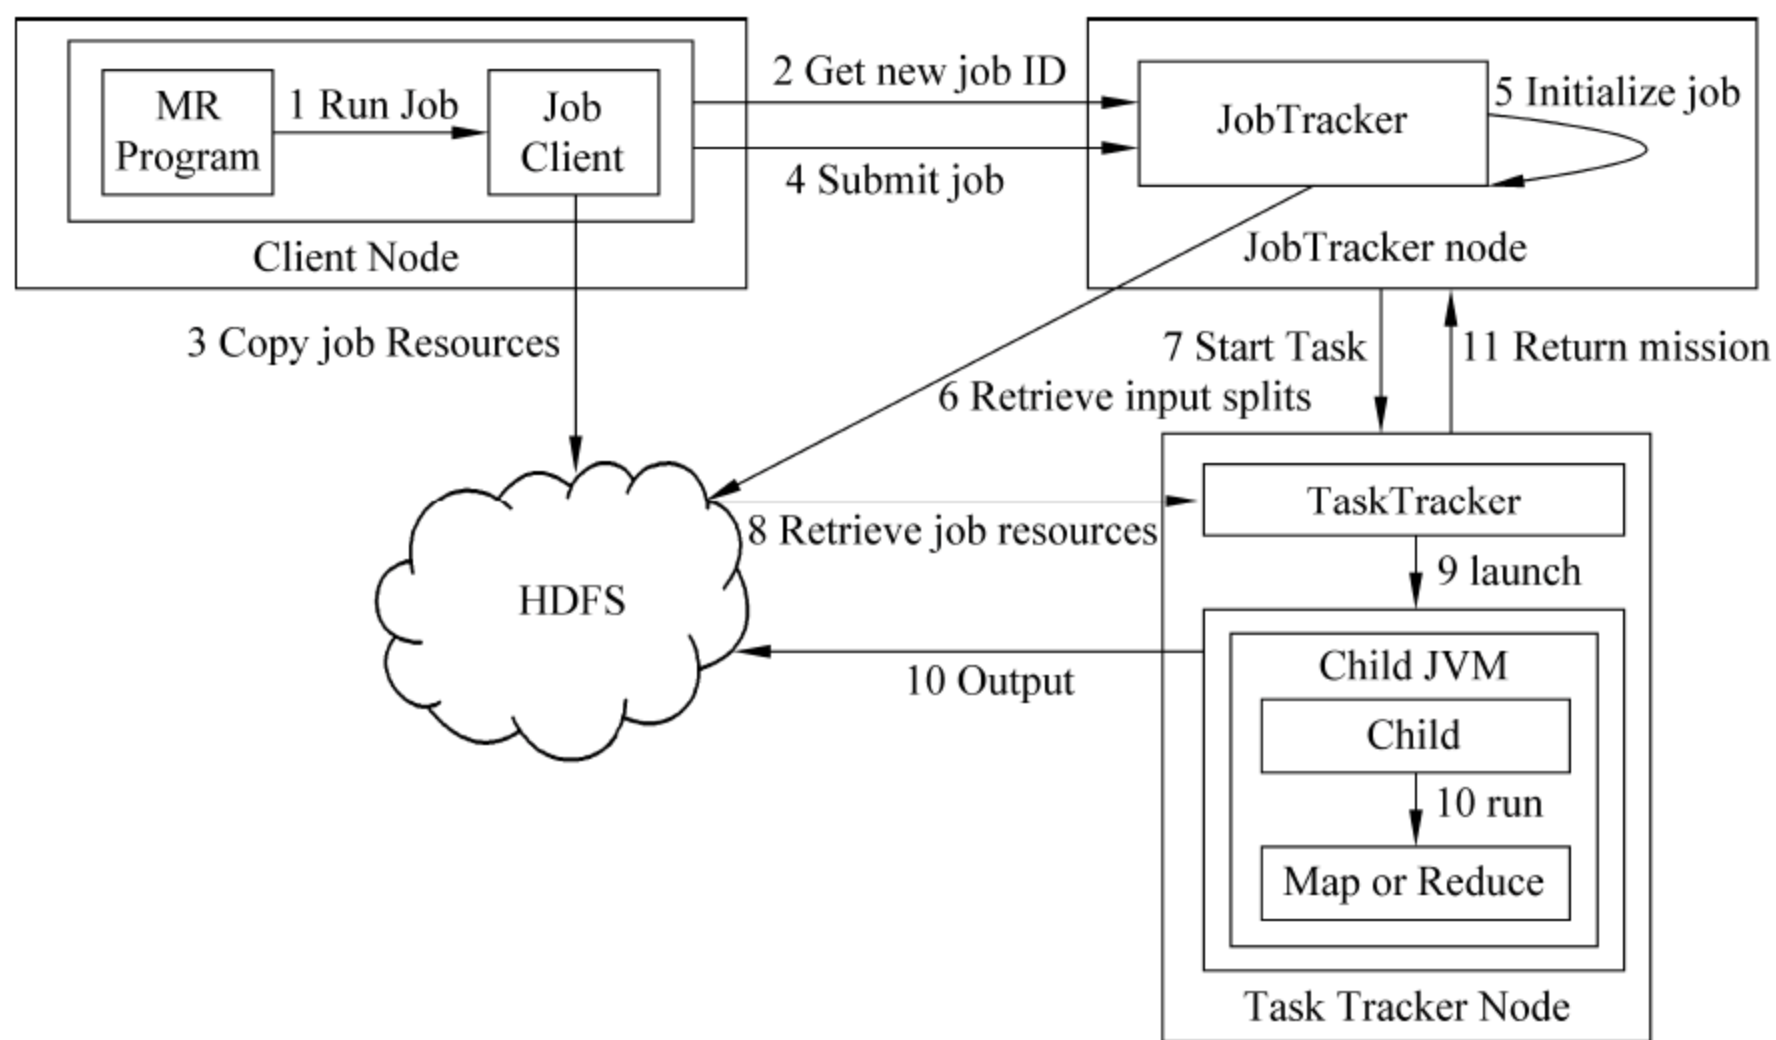 MR
Program
1 Run Job
Job
Client
Client Node
2 Get new job ID
4 Submit job
JobTracker
5 Initialize job
JobTracker node
3 Copy job Resources
7 Start Task
11 Return mission
6 Retrieve input splits
HDFS
8 Retrieve job resources
TaskTracker
9 launch
10 Output
Child JVM
Child
10 run
Map or Reduce
Task Tracker Node